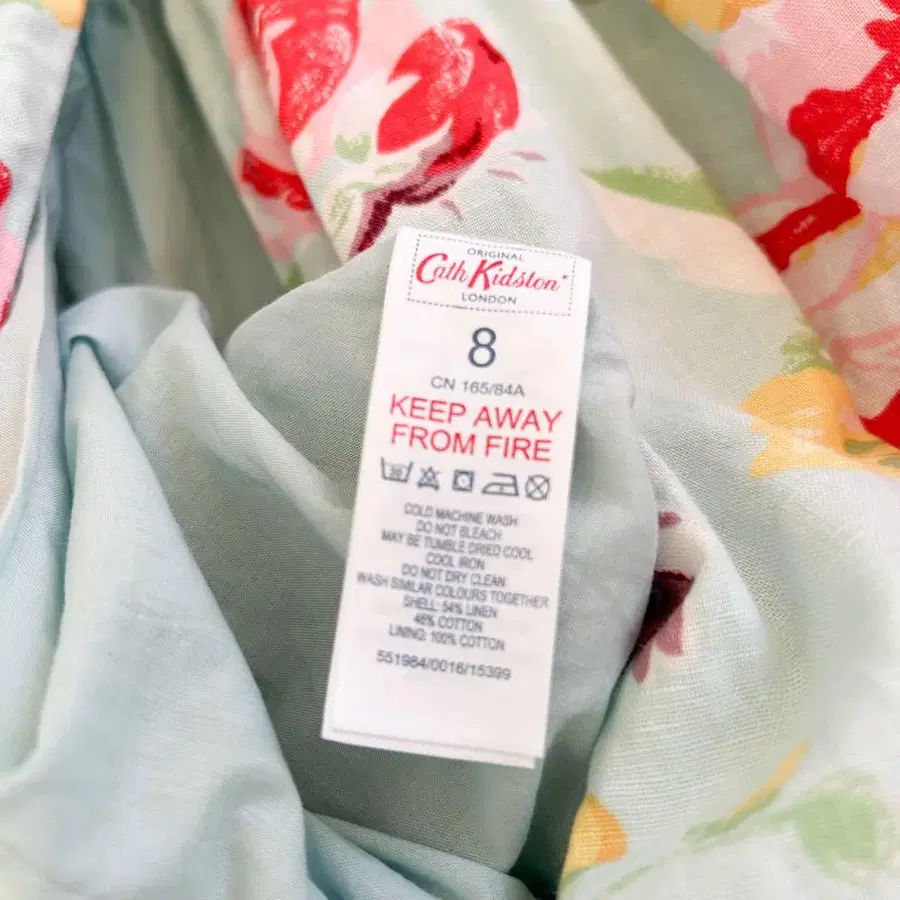 ORIGINAL
Cath Kidston
LONDON
8
CN 165/84A
KEEP AWAY
FROM FIRE
COLD MACHINE WASH
DO NOT BLEACH
MAY BE TUMBLE DRIED COOL
COOL IRON
DO NOT DRY CLEAN
WASH SIMILAR COLOURS TOGETHER
SHELL: 54% LINEN
46% COTTON
LINING: 100% COTTON
551984/0016/15399